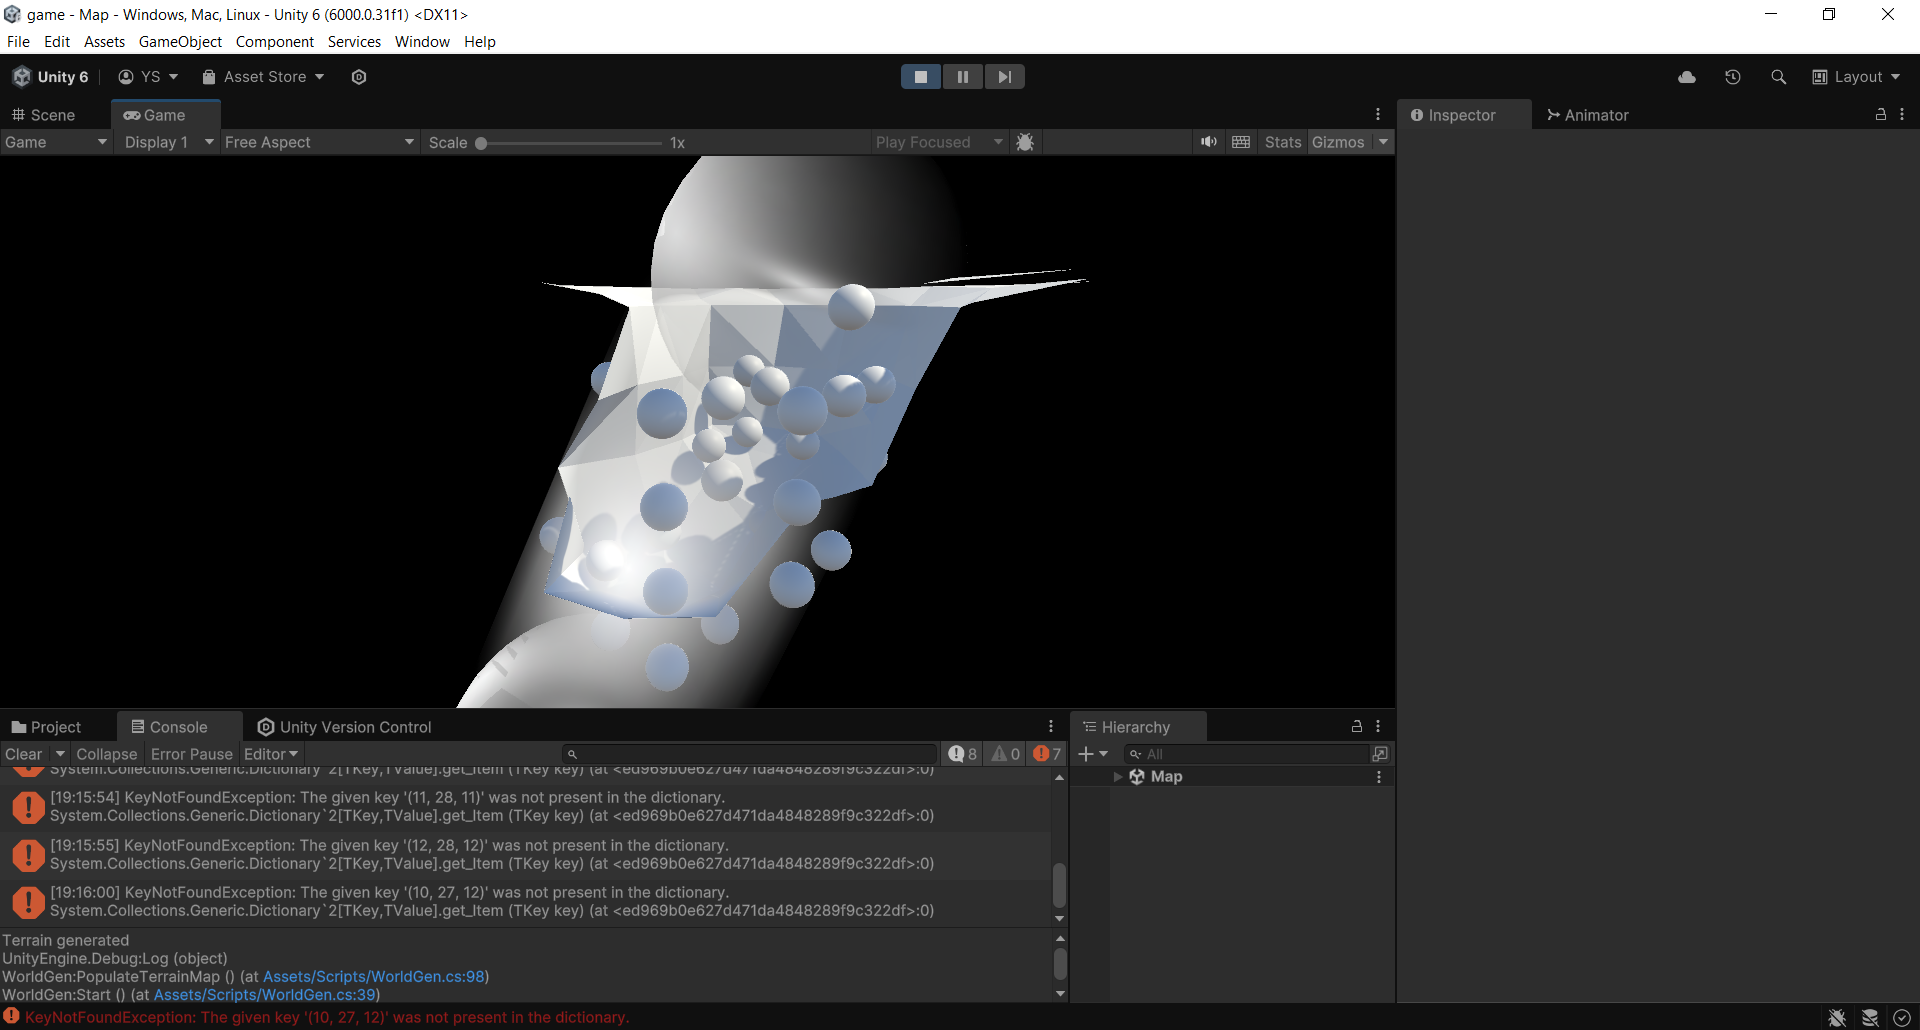 game - Map - Windows, Mac, Linux - Unity 6 (6000.0.31f1) <DX11>
File Edit Assets GameObject Component Services Window Help
Unity 6 YS Asset Store Layout
Scene Game Inspector Animator
Game Display 1 Free Aspect Scale 1x Play Focused Stats Gizmos
Project Console Unity Version Control Hierarchy
Clear Collapse Error Pause Editor 8 0 7 All
System.Collections.Generic.Dictionary`2[TKey,TValue].get_Item (TKey key) (at <ed969b0e627d471da4848289f9c322df>:0)
Map
[19:15:54] KeyNotFoundException: The given key '(11, 28, 11)' was not present in the dictionary.
System.Collections.Generic.Dictionary`2[TKey,TValue].get_Item (TKey key) (at <ed969b0e627d471da4848289f9c322df>:0)
[19:15:55] KeyNotFoundException: The given key '(12, 28, 12)' was not present in the dictionary.
System.Collections.Generic.Dictionary`2[TKey,TValue].get_Item (TKey key) (at <ed969b0e627d471da4848289f9c322df>:0)
[19:16:00] KeyNotFoundException: The given key '(10, 27, 12)' was not present in the dictionary.
System.Collections.Generic.Dictionary`2[TKey,TValue].get_Item (TKey key) (at <ed969b0e627d471da4848289f9c322df>:0)
Terrain generated
UnityEngine.Debug:Log (object)
WorldGen:PopulateTerrainMap () (at Assets/Scripts/WorldGen.cs:98)
WorldGen:Start () (at Assets/Scripts/WorldGen.cs:39)
KeyNotFoundException: The given key '(10, 27, 12)' was not present in the dictionary.